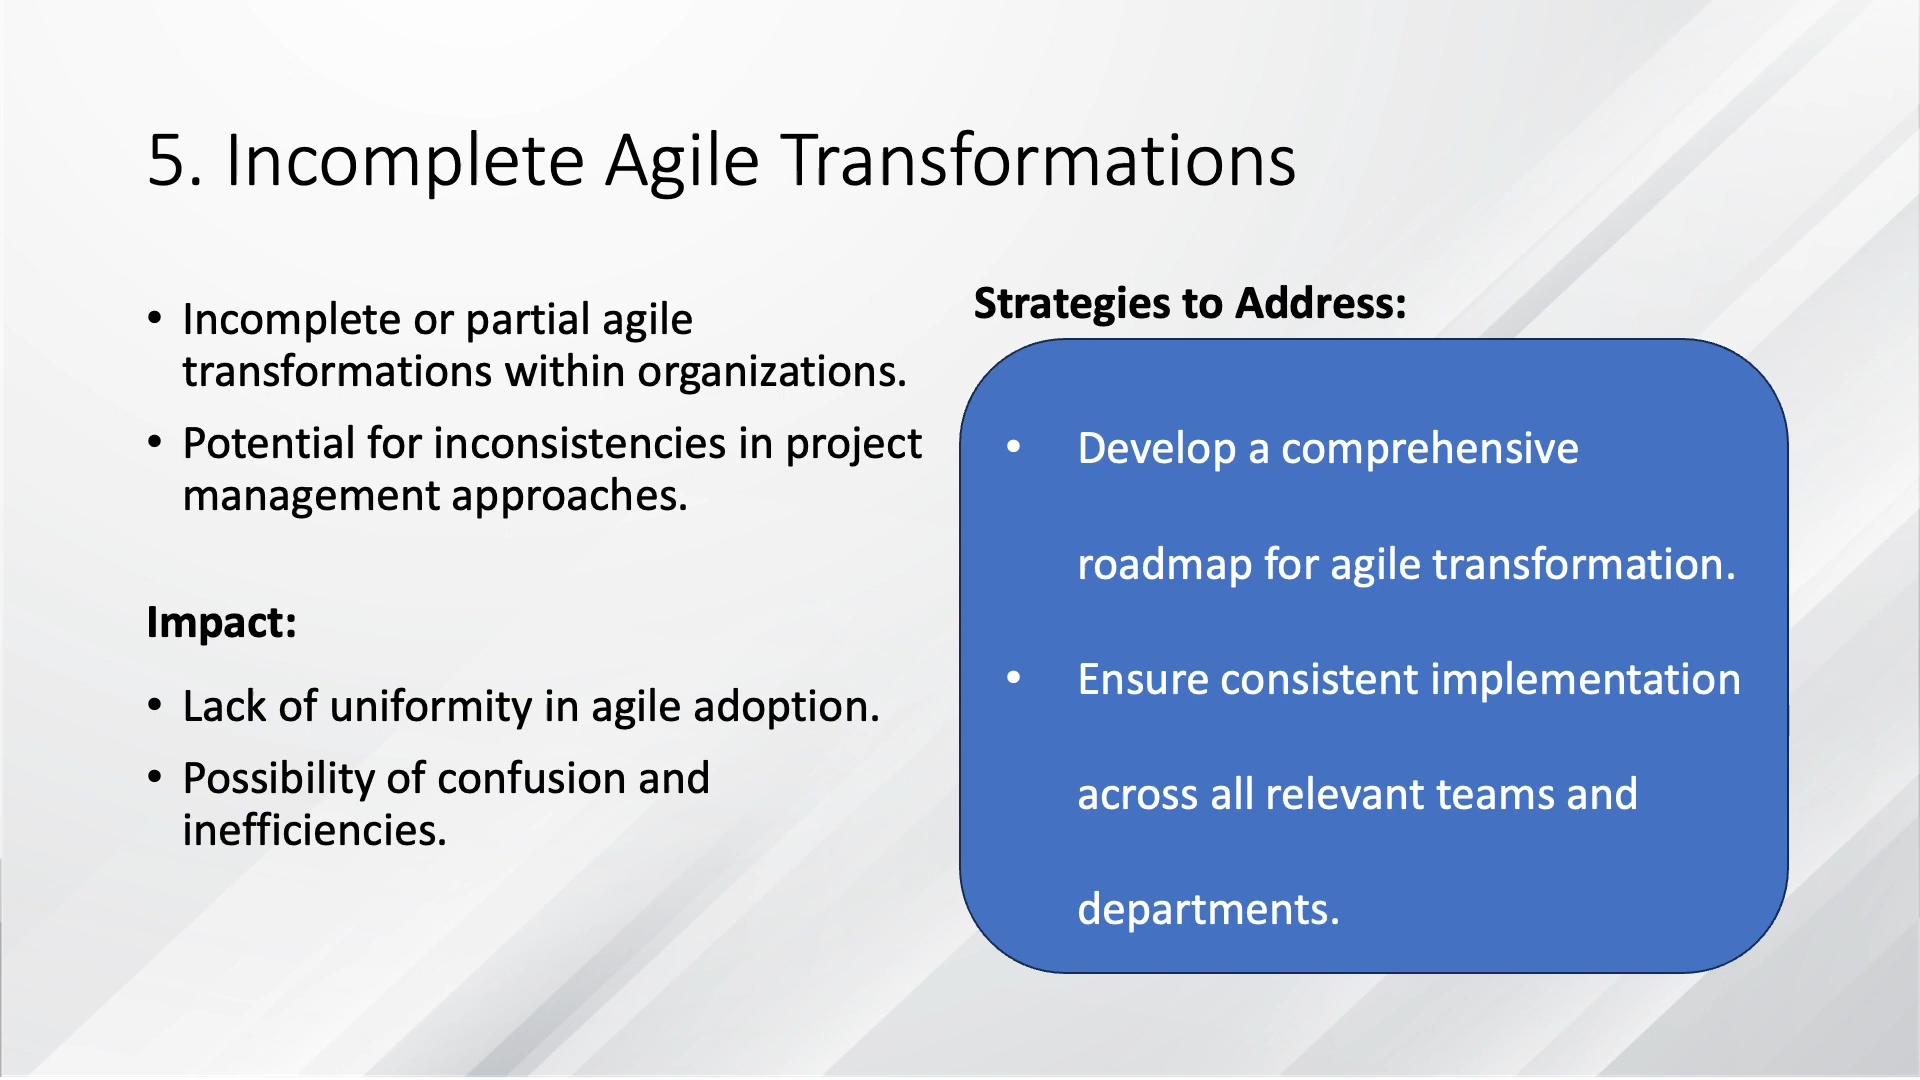 5. Incomplete Agile Transformations
• Incomplete or partial agile
transformations within organizations.
• Potential for inconsistencies in project
management approaches.
Impact:
• Lack of uniformity in agile adoption.
• Possibility of confusion and
inefficiencies.
Strategies to Address:
• Develop a comprehensive
roadmap for agile transformation.
• Ensure consistent implementation
across all relevant teams and
departments.